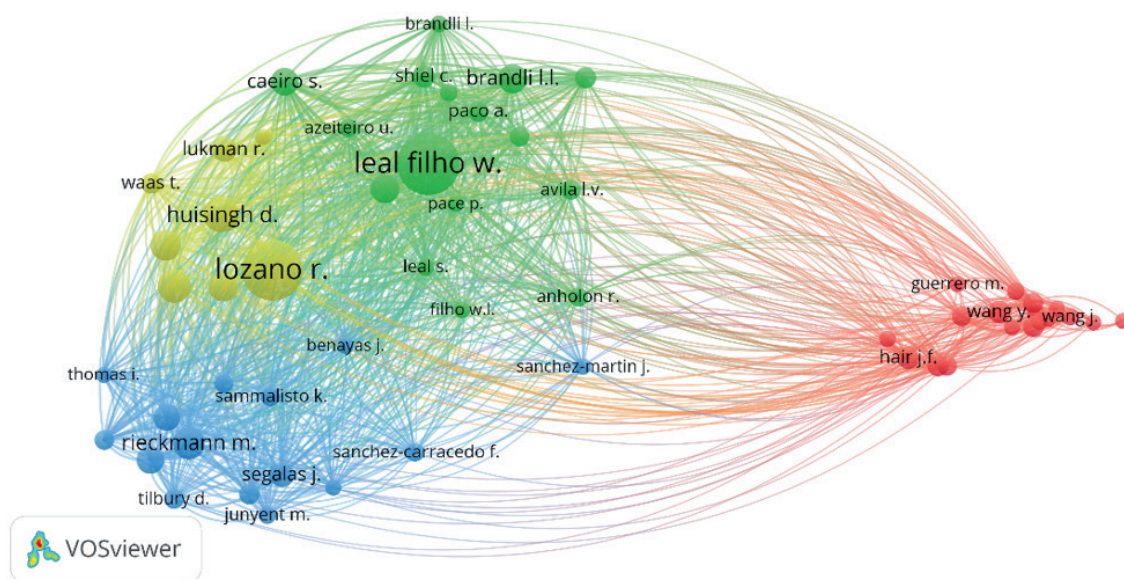 brandli l.
caeiro s.
shiel c.
brandli l.l.
paco a.
azeiteiro u.
lukman r.
leal filho w.
waas t.
avila l.v.
pace p.
huisingh d.
lozano r.
leal s.
guerrero m.
anholon r.
filho w.l.
wang y.
wang j.
benayas j.
hair j.f.
sanchez-martin j.
thomas i.
sammalisto k.
rieckmann m.
sanchez-carracedo f.
segalas j.
tilbury d.
junyent m.
VOSviewer